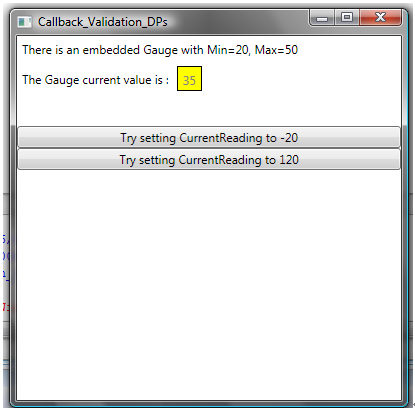 Callback_Validation_DPs
There is an embedded Gauge with Min=20, Max=50
The Gauge current value is : 35
Try setting CurrentReading to -20
Try setting CurrentReading to 120